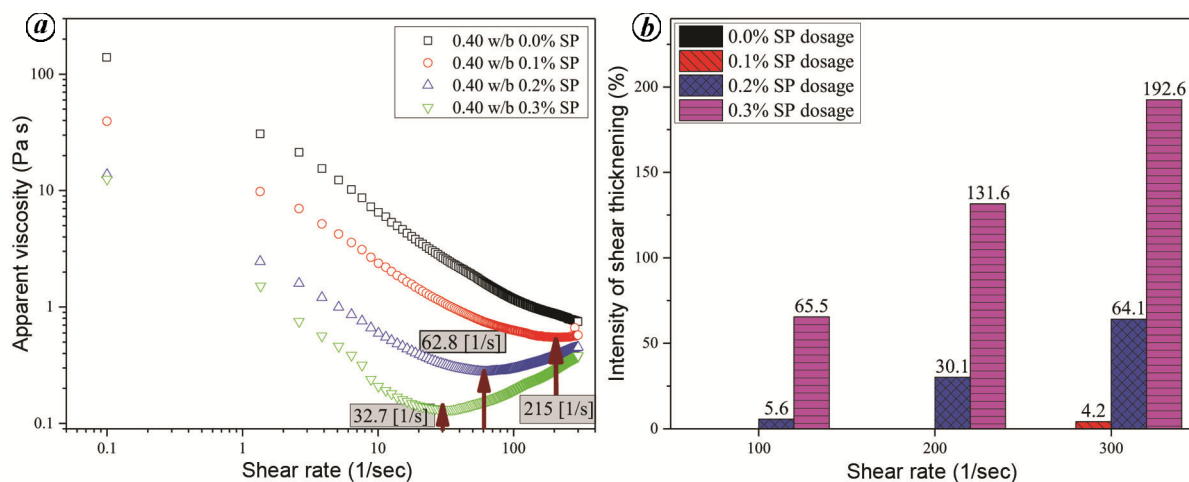 a
0.40 w/b 0.0% SP
0.40 w/b 0.1% SP
0.40 w/b 0.2% SP
0.40 w/b 0.3% SP
Apparent viscosity (Pa s)
100
10
1
0.1
62.8 [1/s]
32.7 [1/s]
215 [1/s]
0.1
1
10
100
Shear rate (1/sec)
b
0.0% SP dosage
0.1% SP dosage
0.2% SP dosage
0.3% SP dosage
Intensity of shear thicknening (%)
200
150
100
50
0
5.6
65.5
30.1
131.6
4.2
64.1
192.6
100
200
300
Shear rate (1/sec)